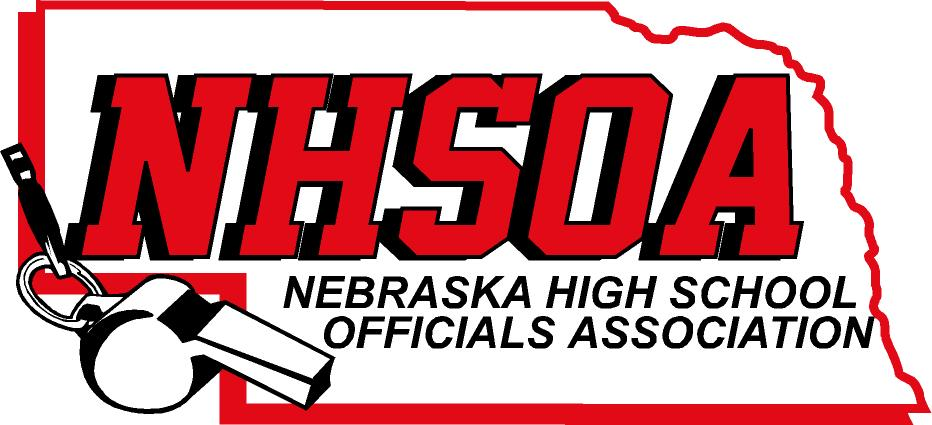 NHSOA
NEBRASKA HIGH SCHOOL
OFFICIALS ASSOCIATION